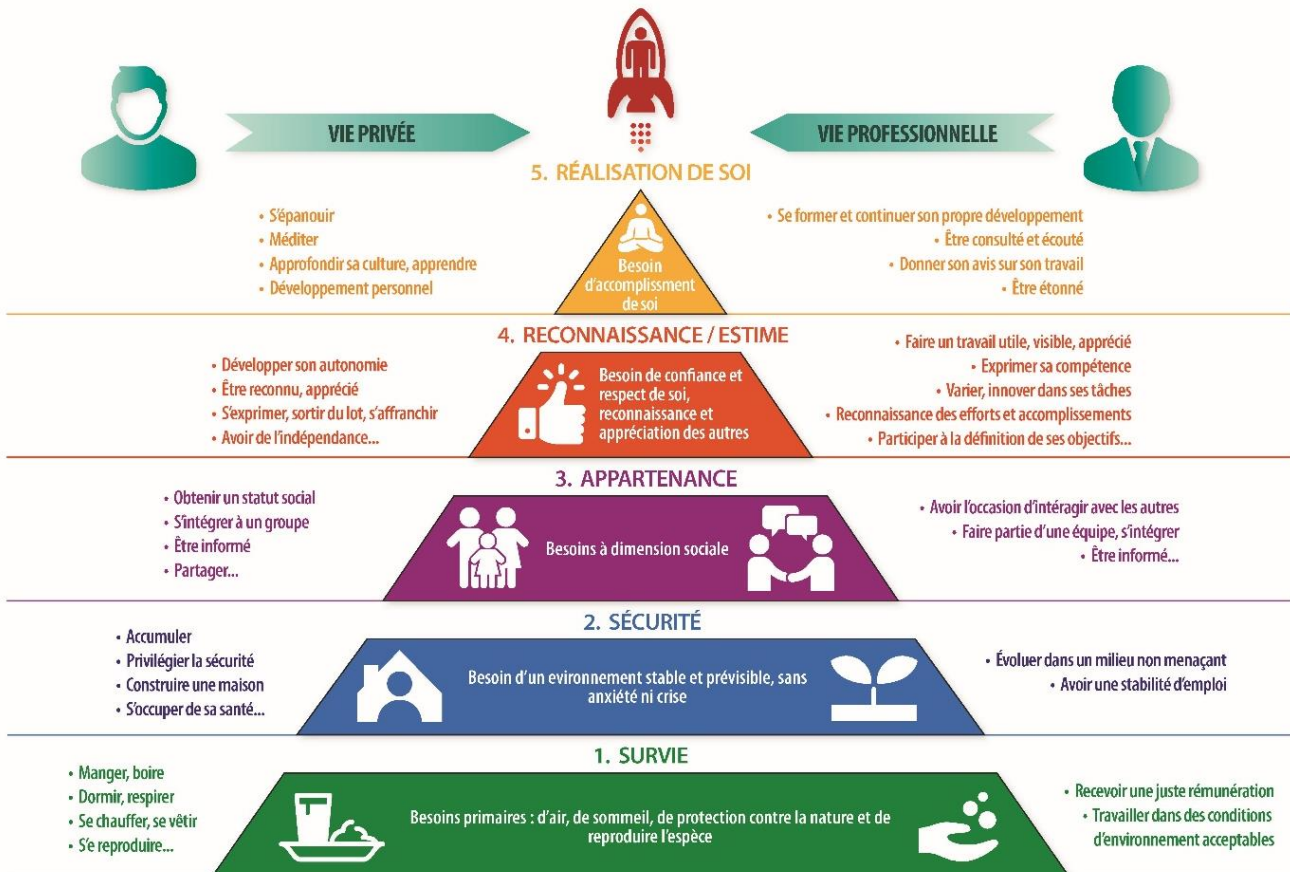 VIE PRIVÉE
VIE PROFESSIONNELLE
5. RÉALISATION DE SOI
• S'épanouir
• Méditer
• Approfondir sa culture, apprendre
• Développement personnel
Besoin
d'accomplissment
de soi
• Se former et continuer son propre développement
• Être consulté et écouté
• Donner son avis sur son travail
• Être étonné
4. RECONNAISSANCE / ESTIME
• Développer son autonomie
• Être reconnu, apprécié
• S'exprimer, sortir du lot, s'affranchir
• Avoir de l'indépendance...
Besoin de confiance et
respect de soi,
reconnaissance et
appréciation des autres
• Faire un travail utile, visible, apprécié
• Exprimer sa compétence
• Varier, innover dans ses tâches
• Reconnaissance des efforts et accomplissements
• Participer à la définition de ses objectifs...
3. APPARTENANCE
• Obtenir un statut social
• S'intégrer à un groupe
• Être informé
• Partager...
Besoins à dimension sociale
• Avoir l'occasion d'intéragir avec les autres
• Faire partie d'une équipe, s'intégrer
• Être informé...
2. SÉCURITÉ
• Accumuler
• Privilégier la sécurité
• Construire une maison
• S'occuper de sa santé...
Besoin d'un evironnement stable et prévisible, sans
anxiété ni crise
• Évoluer dans un milieu non menaçant
• Avoir une stabilité d'emploi
1. SURVIE
• Manger, boire
• Dormir, respirer
• Se chauffer, se vêtir
• S'e reproduire...
Besoins primaires : d'air, de sommeil, de protection contre la nature et de
reproduire l'espèce
• Recevoir une juste rémunération
• Travailler dans des conditions
d'environnement acceptables